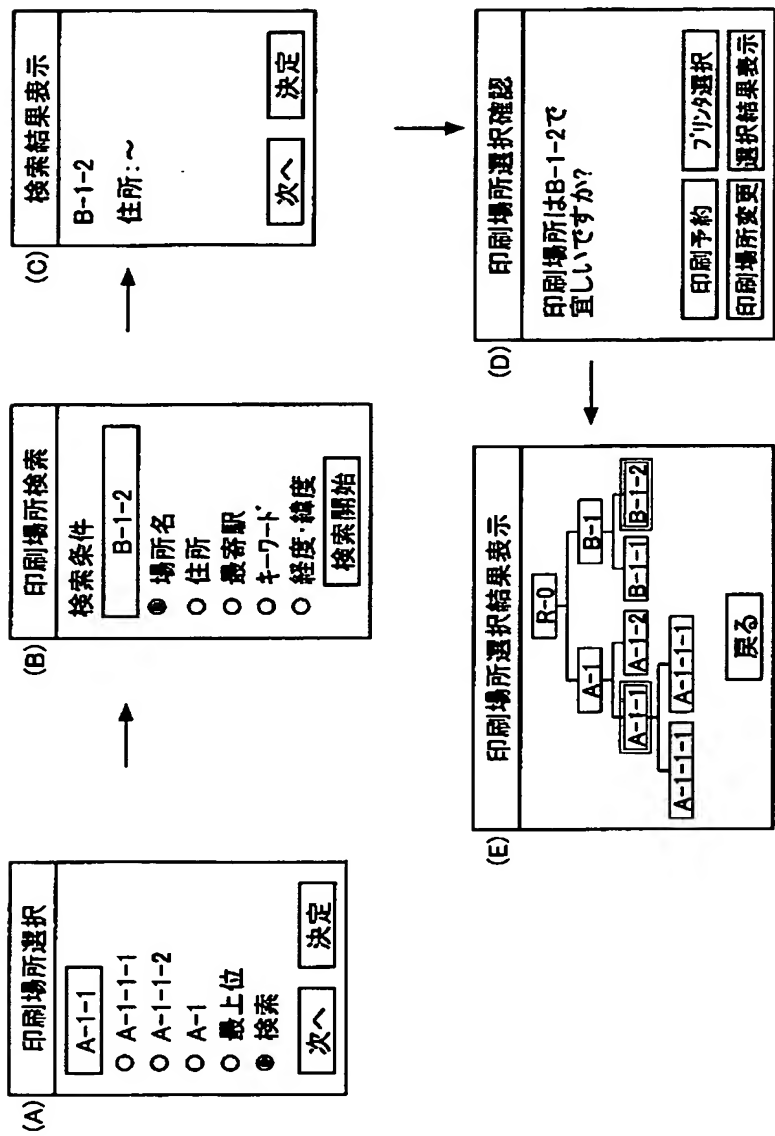 (A)
印刷場所選択
A-1-1
A-1-1-1
A-1-1-2
A-1
最上位
検索
次へ 決定
(B)
印刷場所検索
検索条件
B-1-2
場所名
住所
最寄駅
キーワード
経度・緯度
検索開始
(C)
検索結果表示
B-1-2
住所:~
次へ 決定
(D)
印刷場所選択確認
印刷場所はB-1-2で
宜しいですか?
印刷予約 プリンタ選択
印刷場所変更 選択結果表示
(E)
印刷場所選択結果表示
R-0
A-1 B-1
A-1-1 A-1-2 B-1-1 B-1-2
A-1-1-1 A-1-1-1
戻る